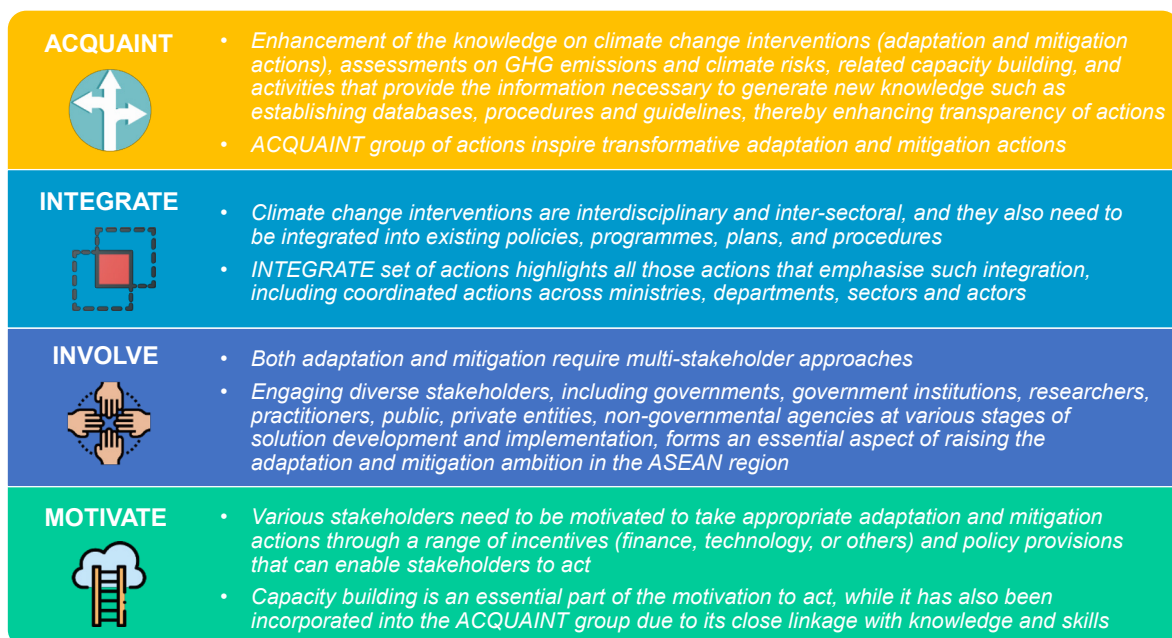 ACQUAINT
• Enhancement of the knowledge on climate change interventions (adaptation and mitigation
actions), assessments on GHG emissions and climate risks, related capacity building, and
activities that provide the information necessary to generate new knowledge such as
establishing databases, procedures and guidelines, thereby enhancing transparency of actions
• ACQUAINT group of actions inspire transformative adaptation and mitigation actions
INTEGRATE
• Climate change interventions are interdisciplinary and inter-sectoral, and they also need to
be integrated into existing policies, programmes, plans, and procedures
• INTEGRATE set of actions highlights all those actions that emphasise such integration,
including coordinated actions across ministries, departments, sectors and actors
INVOLVE
• Both adaptation and mitigation require multi-stakeholder approaches
• Engaging diverse stakeholders, including governments, government institutions, researchers,
practitioners, public, private entities, non-governmental agencies at various stages of
solution development and implementation, forms an essential aspect of raising the
adaptation and mitigation ambition in the ASEAN region
MOTIVATE
• Various stakeholders need to be motivated to take appropriate adaptation and mitigation
actions through a range of incentives (finance, technology, or others) and policy provisions
that can enable stakeholders to act
• Capacity building is an essential part of the motivation to act, while it has also been
incorporated into the ACQUAINT group due to its close linkage with knowledge and skills